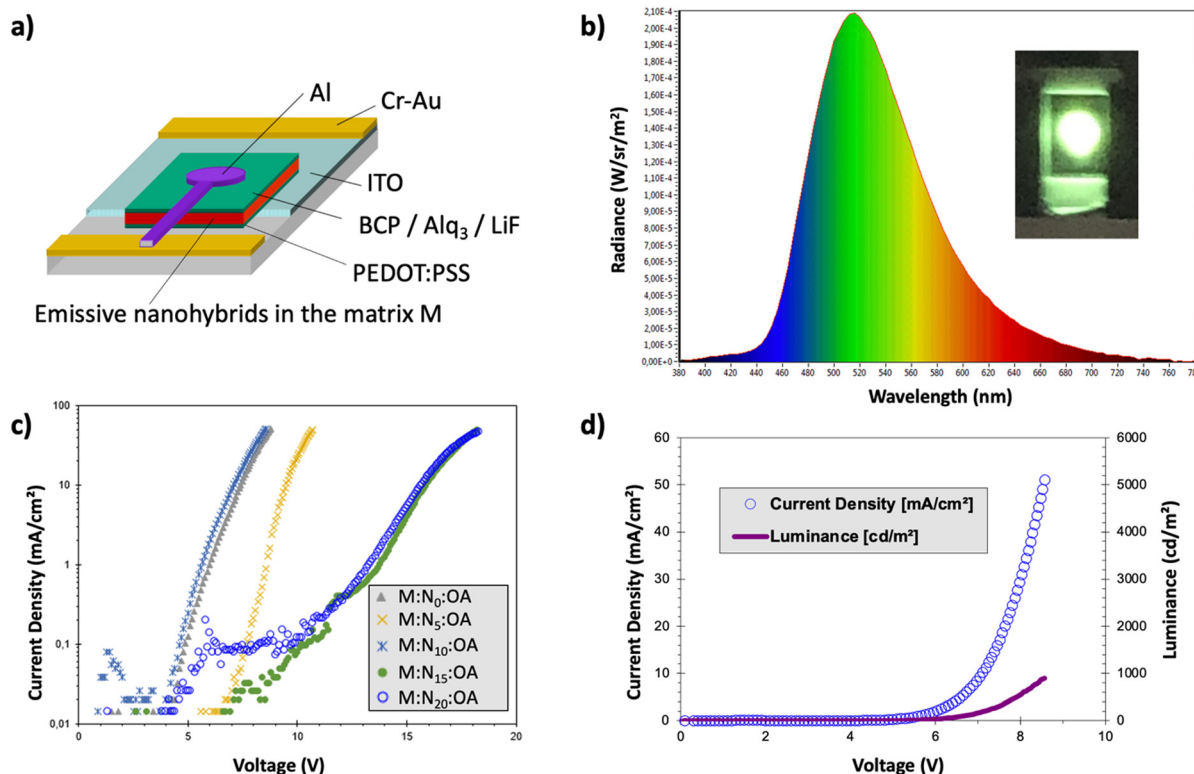 a)
Al
Cr-Au
ITO
BCP / Alq₃ / LiF
PEDOT:PSS
Emissive nanohybrids in the matrix M
b)
Radiance (W/sr/m²)
2,10E-4
2,00E-4
1,90E-4
1,80E-4
1,70E-4
1,60E-4
1,50E-4
1,40E-4
1,30E-4
1,20E-4
1,10E-4
1,00E-4
9,00E-5
8,00E-5
7,00E-5
6,00E-5
5,00E-5
4,00E-5
3,00E-5
2,00E-5
1,00E-5
0,00E+0
380 400 420 440 460 480 500 520 540 560 580 600 620 640 660 680 700 720 740 760 780
Wavelength (nm)
c)
Current Density (mA/cm²)
100
10
1
0,1
0,01
0 5 10 15 20
Voltage (V)
M:N₀:OA
M:N₅:OA
M:N₁₀:OA
M:N₁₅:OA
M:N₂₀:OA
d)
Current Density (mA/cm²)
60
50
40
30
20
10
0
0 2 4 6 8 10
Voltage (V)
Current Density [mA/cm²]
Luminance [cd/m²]
6000
5000
4000
3000
2000
1000
0
Luminance (cd/m²)